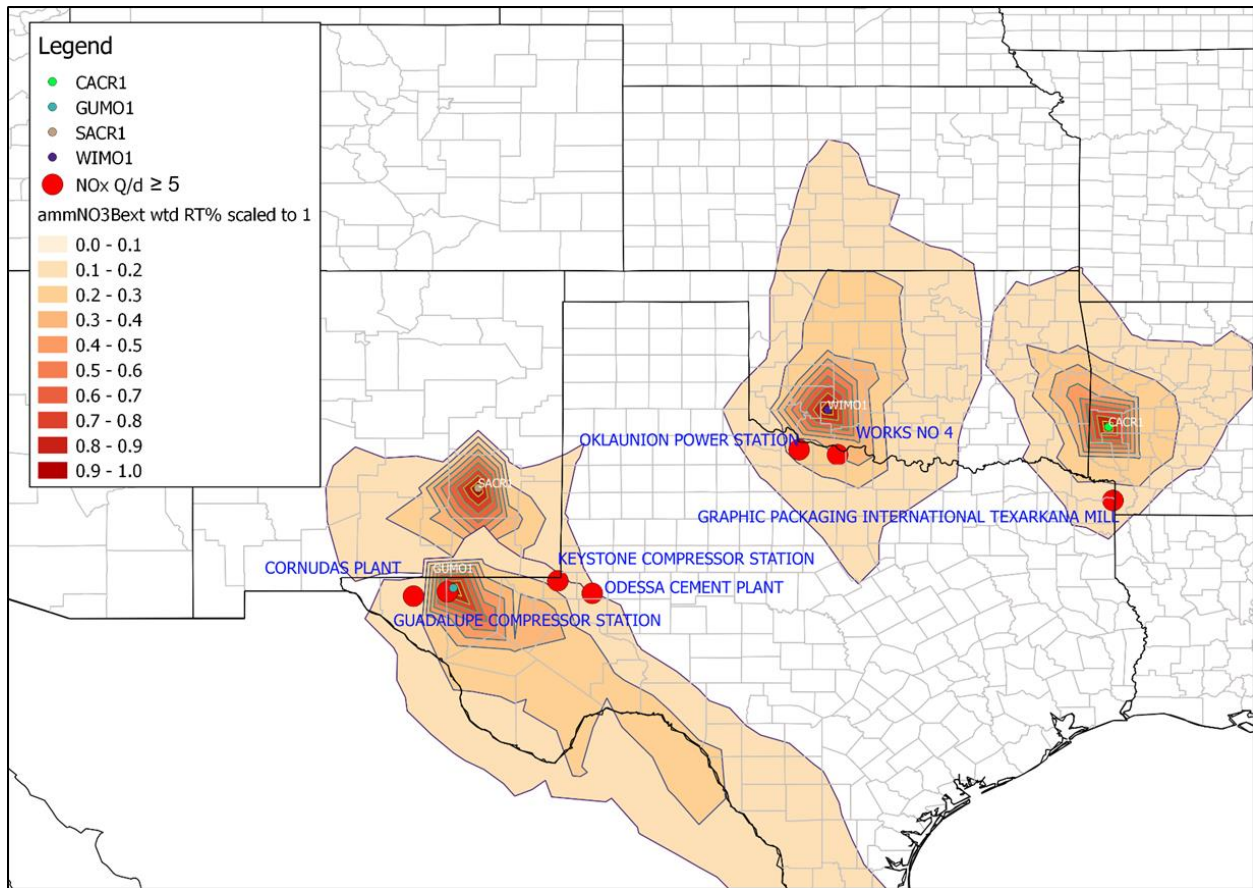 Legend
CACR1
GUMO1
SACR1
WIMO1
NOx Q/d ≥ 5
ammNO3Bext wtd RT% scaled to 1
0.0 - 0.1
0.1 - 0.2
0.2 - 0.3
0.3 - 0.4
0.4 - 0.5
0.5 - 0.6
0.6 - 0.7
0.7 - 0.8
0.8 - 0.9
0.9 - 1.0
WIMO1
CACR1
OKLAUNION POWER STATION
WORKS NO 4
SACR1
GRAPHIC PACKAGING INTERNATIONAL TEXARKANA MILL
KEYSTONE COMPRESSOR STATION
CORNUDAS PLANT
GUMO1
ODESSA CEMENT PLANT
GUADALUPE COMPRESSOR STATION